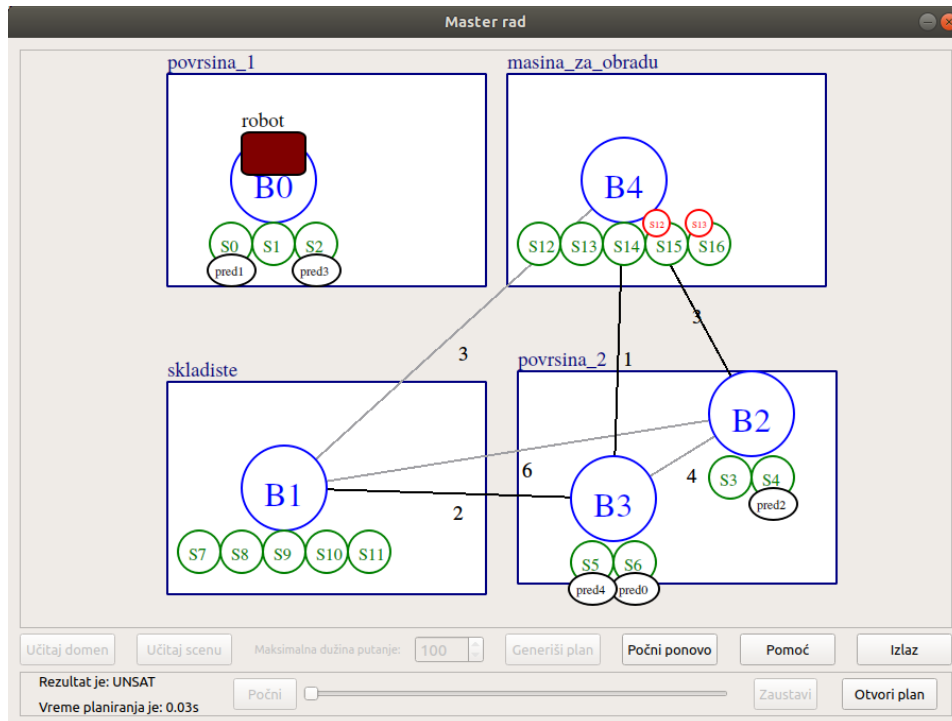 Master rad
povrsina_1
masina_za_obradu
robot
B0
B4
S0
S1
S2
S12
S13
S14
S15
S16
S12
S13
pred1
pred3
3
3
1
povrsina_2
skladiste
B2
B1
B3
6
4
2
S3
S4
pred2
S7
S8
S9
S10
S11
S5
S6
pred4
pred0
Učitaj domen
Učitaj scenu
Maksimalna dužina putanje:
100
Generiši plan
Počni ponovo
Pomoć
Izlaz
Rezultat je: UNSAT
Vreme planiranja je: 0.03s
Počni
Zaustavi
Otvori plan